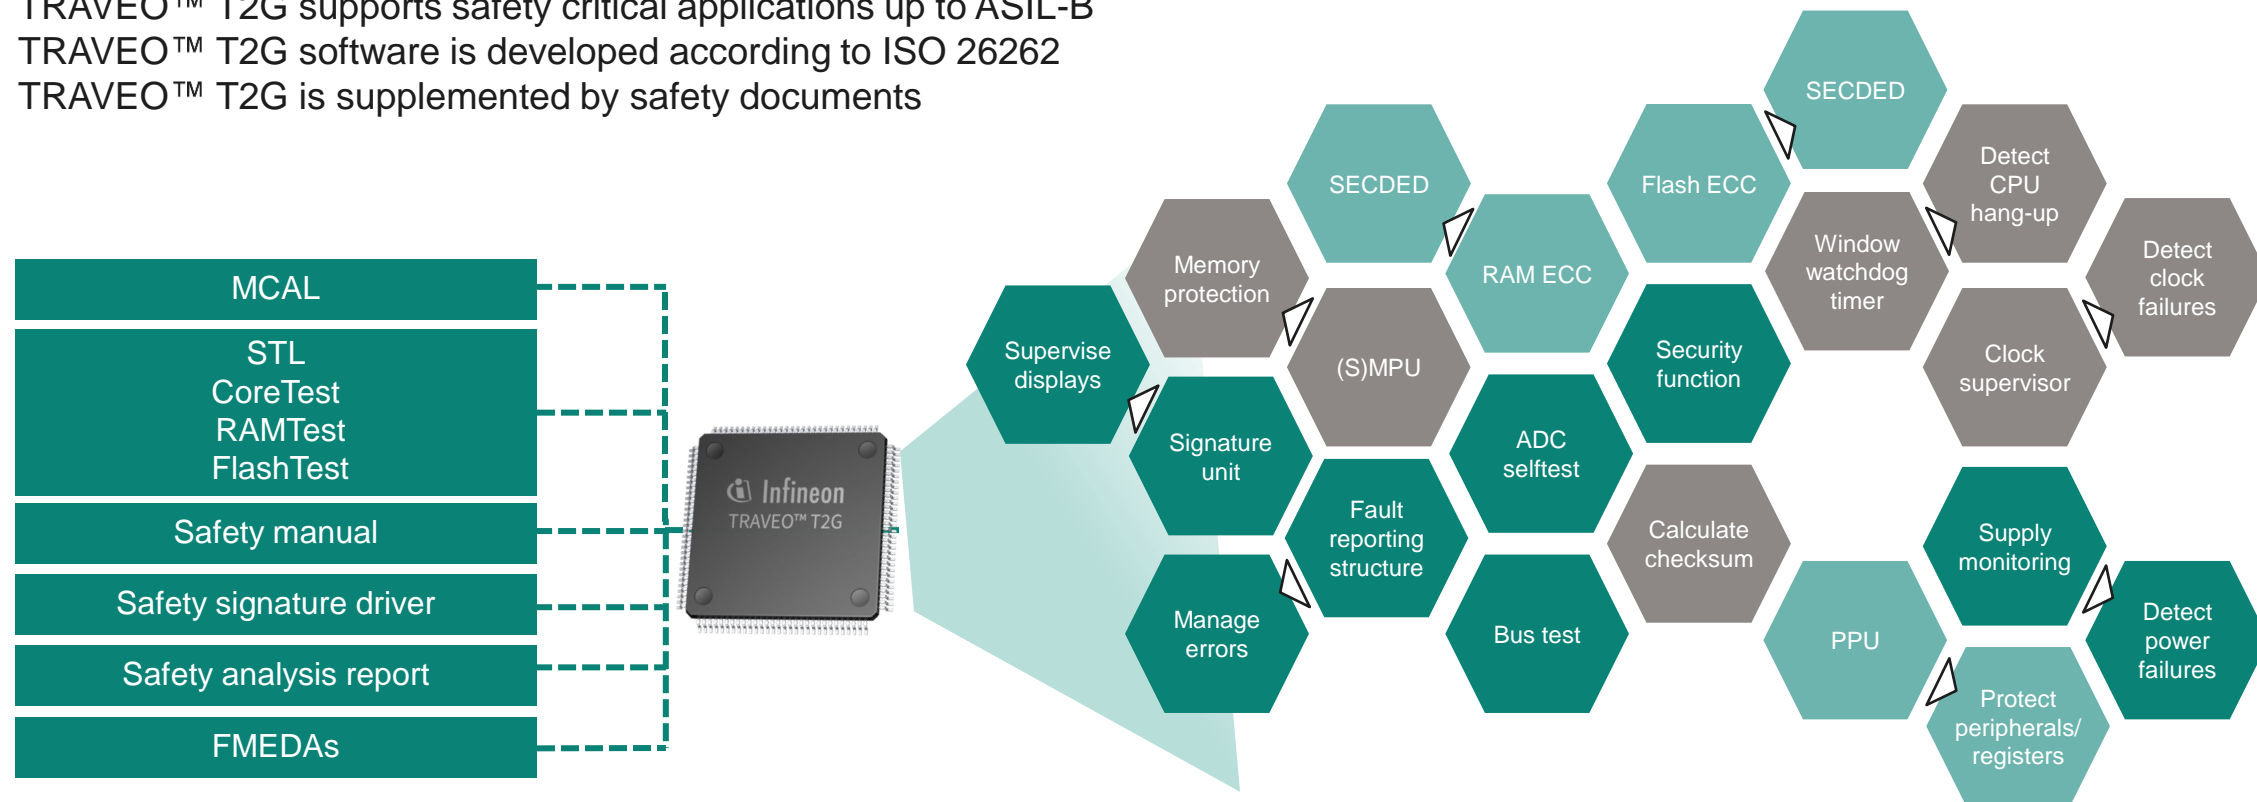 TRAVEO™ T2G supports safety critical applications up to ASIL-B
TRAVEO™ T2G software is developed according to ISO 26262
TRAVEO™ T2G is supplemented by safety documents
MCAL
STL
CoreTest
RAMTest
FlashTest
Safety manual
Safety signature driver
Safety analysis report
FMEDAs
Infineon
TRAVEO™ T2G
Supervise
displays
Memory
protection
Signature
unit
Manage
errors
SECDED
(S)MPU
Fault
reporting
structure
RAM ECC
ADC
selftest
Bus test
Flash ECC
Security
function
Calculate
checksum
SECDED
Window
watchdog
timer
PPU
Detect
CPU
hang-up
Clock
supervisor
Supply
monitoring
Protect
peripherals/
registers
Detect
clock
failures
Detect
power
failures